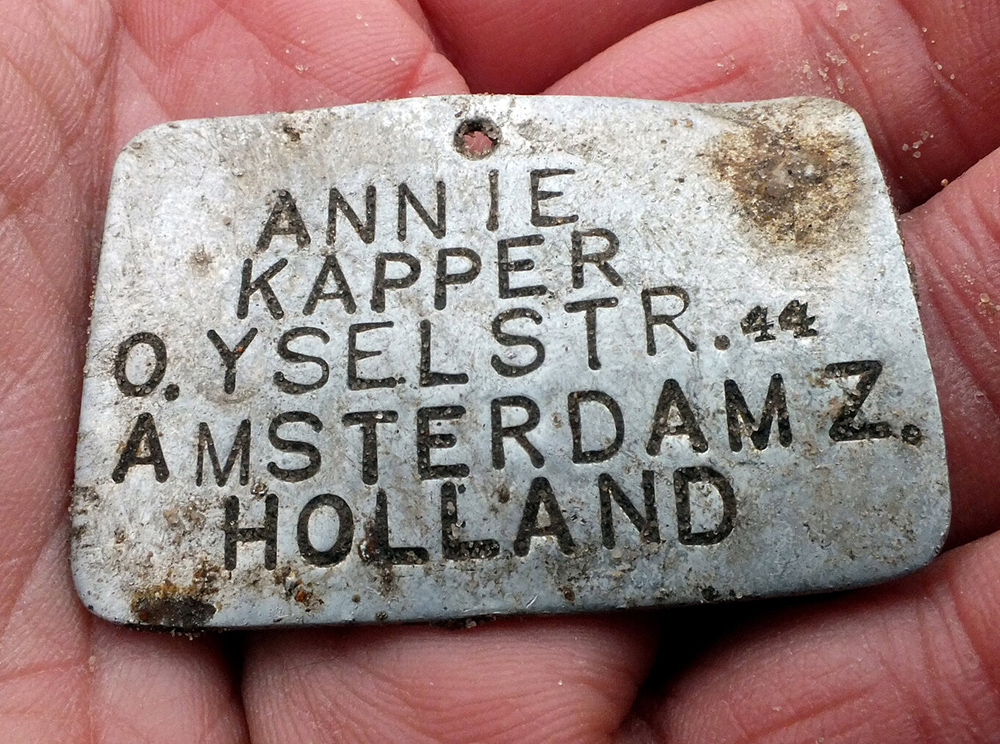 ANNIE
KAPPER
O. YSELSTR. 44
AMSTERDAM Z.
HOLLAND